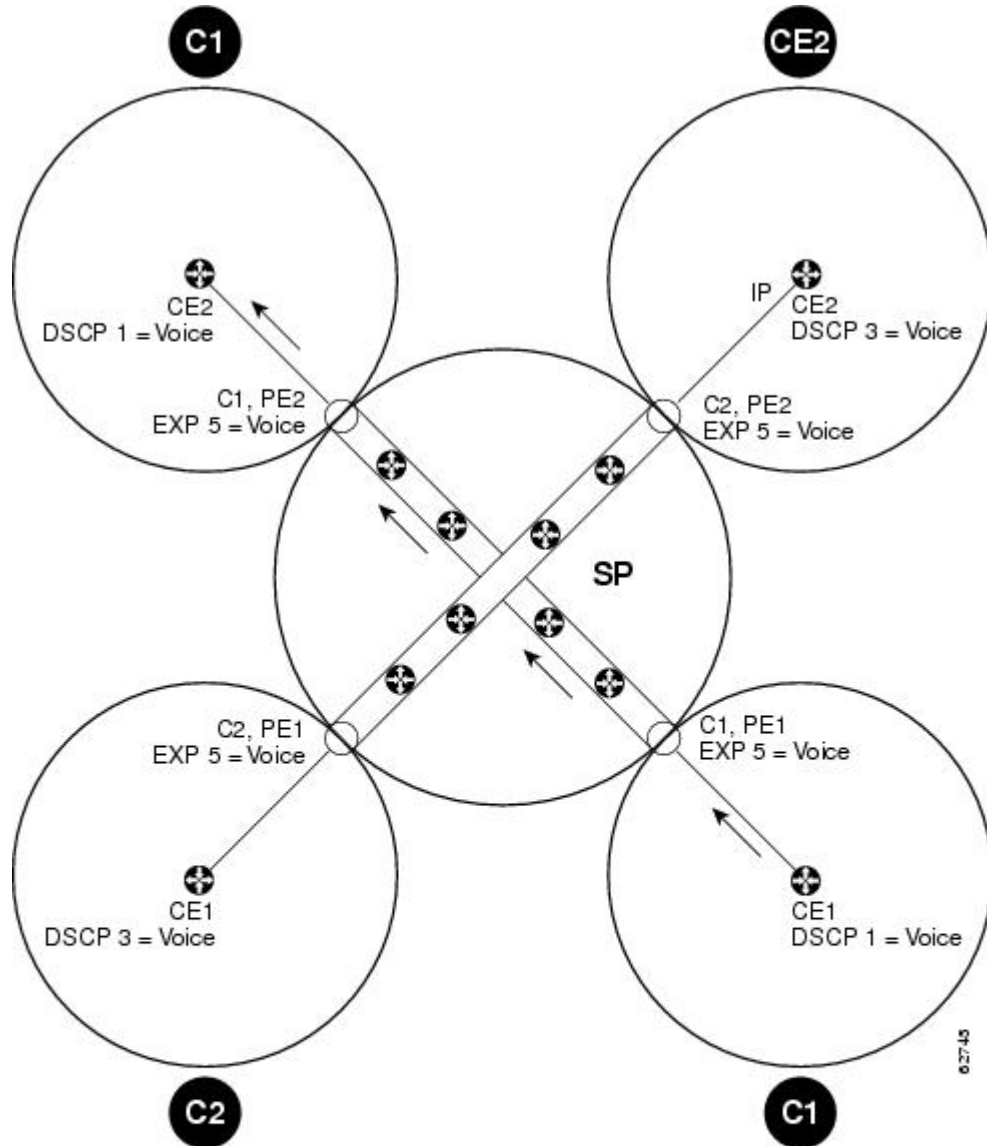 C1
CE2
CE2
DSCP 1 = Voice
IP
CE2
DSCP 3 = Voice
C1, PE2
EXP 5 = Voice
C2, PE2
EXP 5 = Voice
SP
C2, PE1
EXP 5 = Voice
C1, PE1
EXP 5 = Voice
CE1
DSCP 3 = Voice
CE1
DSCP 1 = Voice
62745
C2
C1